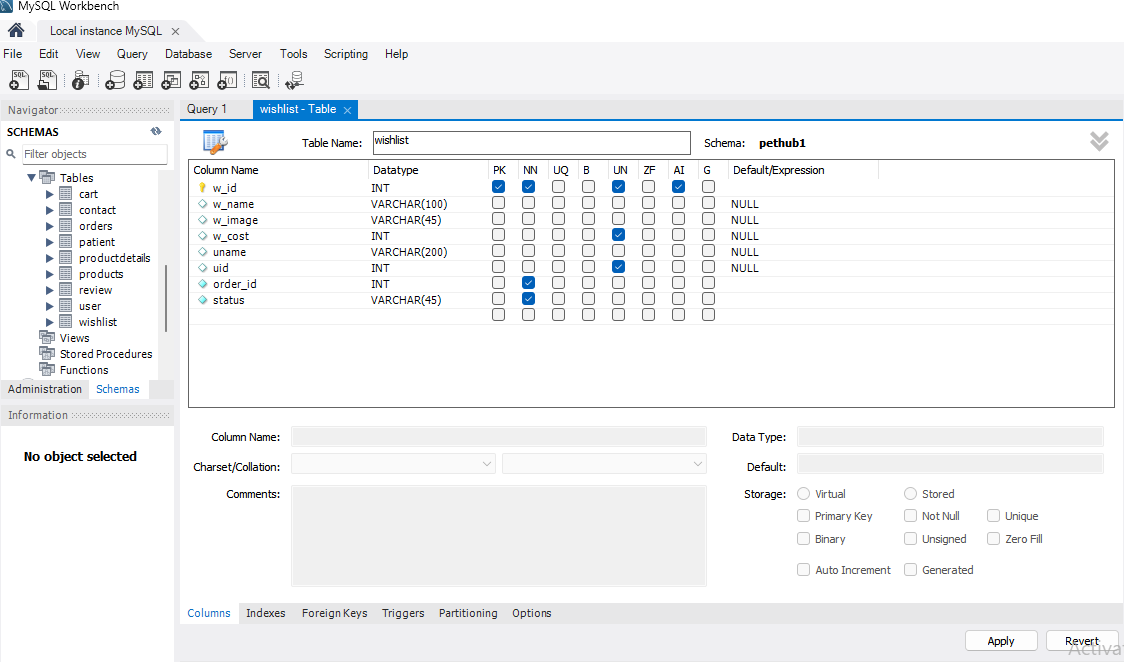 MySQL Workbench
Local instance MySQL
File Edit View Query Database Server Tools Scripting Help
Navigator
SCHEMAS
Filter objects
Tables
cart
contact
orders
patient
productdetails
products
review
user
wishlist
Views
Stored Procedures
Functions
Administration Schemas
Information
No object selected
Query 1 wishlist - Table
Table Name: wishlist Schema: pethub1
Column Name Datatype PK NN UQ B UN ZF AI G Default/Expression
w_id INT
w_name VARCHAR(100) NULL
w_image VARCHAR(45) NULL
w_cost INT NULL
uname VARCHAR(200) NULL
uid INT NULL
order_id INT
status VARCHAR(45)
Column Name: Data Type:
Charset/Collation: Default:
Comments: Storage: Virtual Stored
Primary Key Not Null Unique
Binary Unsigned Zero Fill
Auto Increment Generated
Columns Indexes Foreign Keys Triggers Partitioning Options
Apply Revert